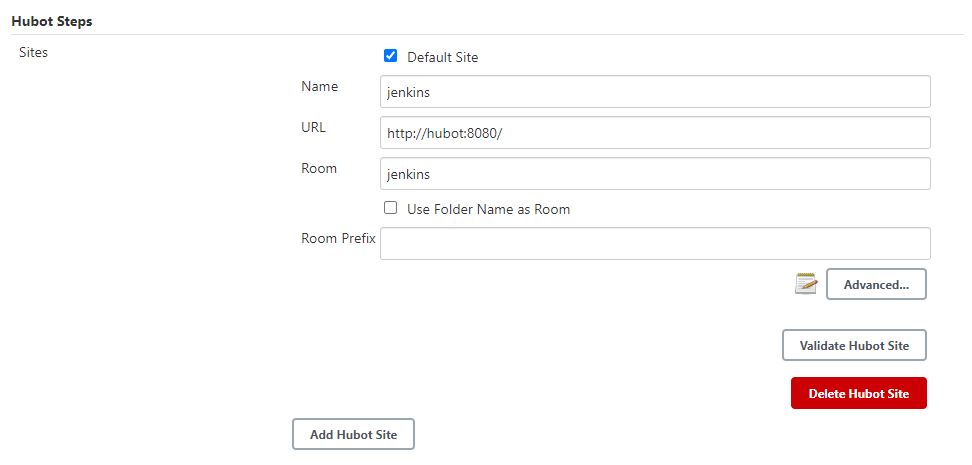 Hubot Steps
Sites
Default Site
Name jenkins
URL http://hubot:8080/
Room jenkins
Use Folder Name as Room
Room Prefix
Advanced...
Validate Hubot Site
Delete Hubot Site
Add Hubot Site